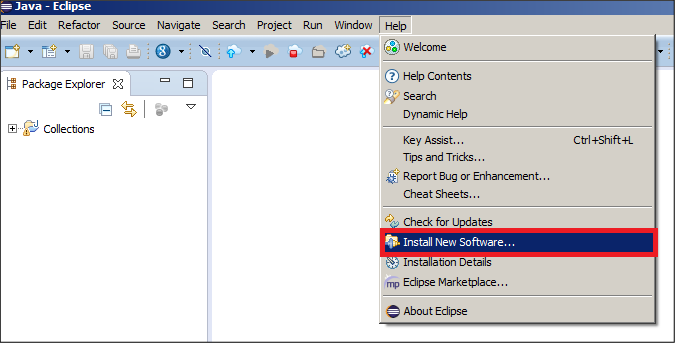 Java - Eclipse
File Edit Source Navigate Search Project Run Window Help
Package Explorer
Collections
Welcome
Help Contents
Search
Dynamic Help
Key Assist... Ctrl+Shift+L
Tips and Tricks...
Report Bug or Enhancement...
Cheat Sheets...
Check for Updates
Install New Software...
Installation Details
mp Eclipse Marketplace...
About Eclipse